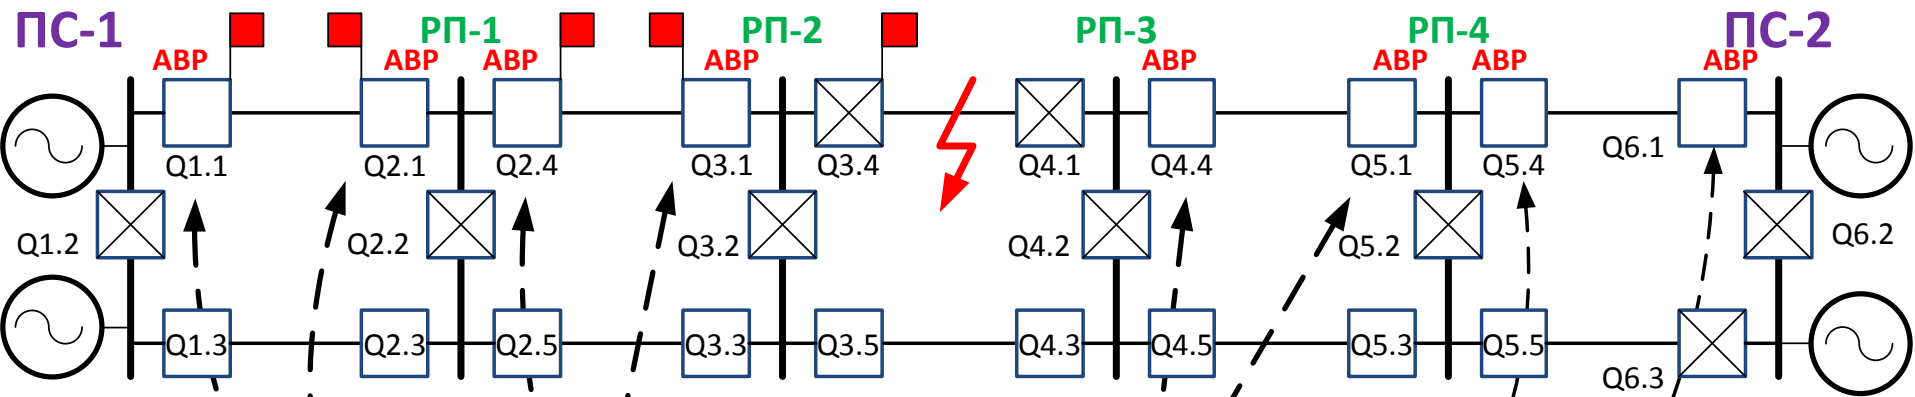 ПС-1 РП-1 РП-2 РП-3 РП-4 ПС-2
АВР АВР АВР АВР АВР АВР АВР АВР
Q1.1 Q2.1 Q2.4 Q3.1 Q3.4 Q4.1 Q4.4 Q5.1 Q5.4 Q6.1
Q1.2 Q2.2 Q3.2 Q4.2 Q5.2 Q6.2
Q1.3 Q2.3 Q2.5 Q3.3 Q3.5 Q4.3 Q4.5 Q5.3 Q5.5 Q6.3